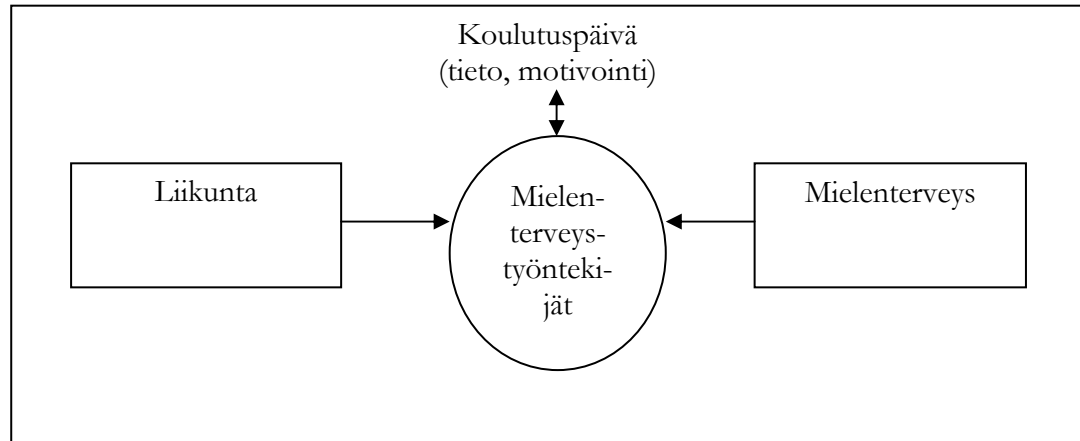 Koulutuspäivä
(tieto, motivointi)
Liikunta
Mielen-
terveys-
työnteki-
jät
Mielenterveys